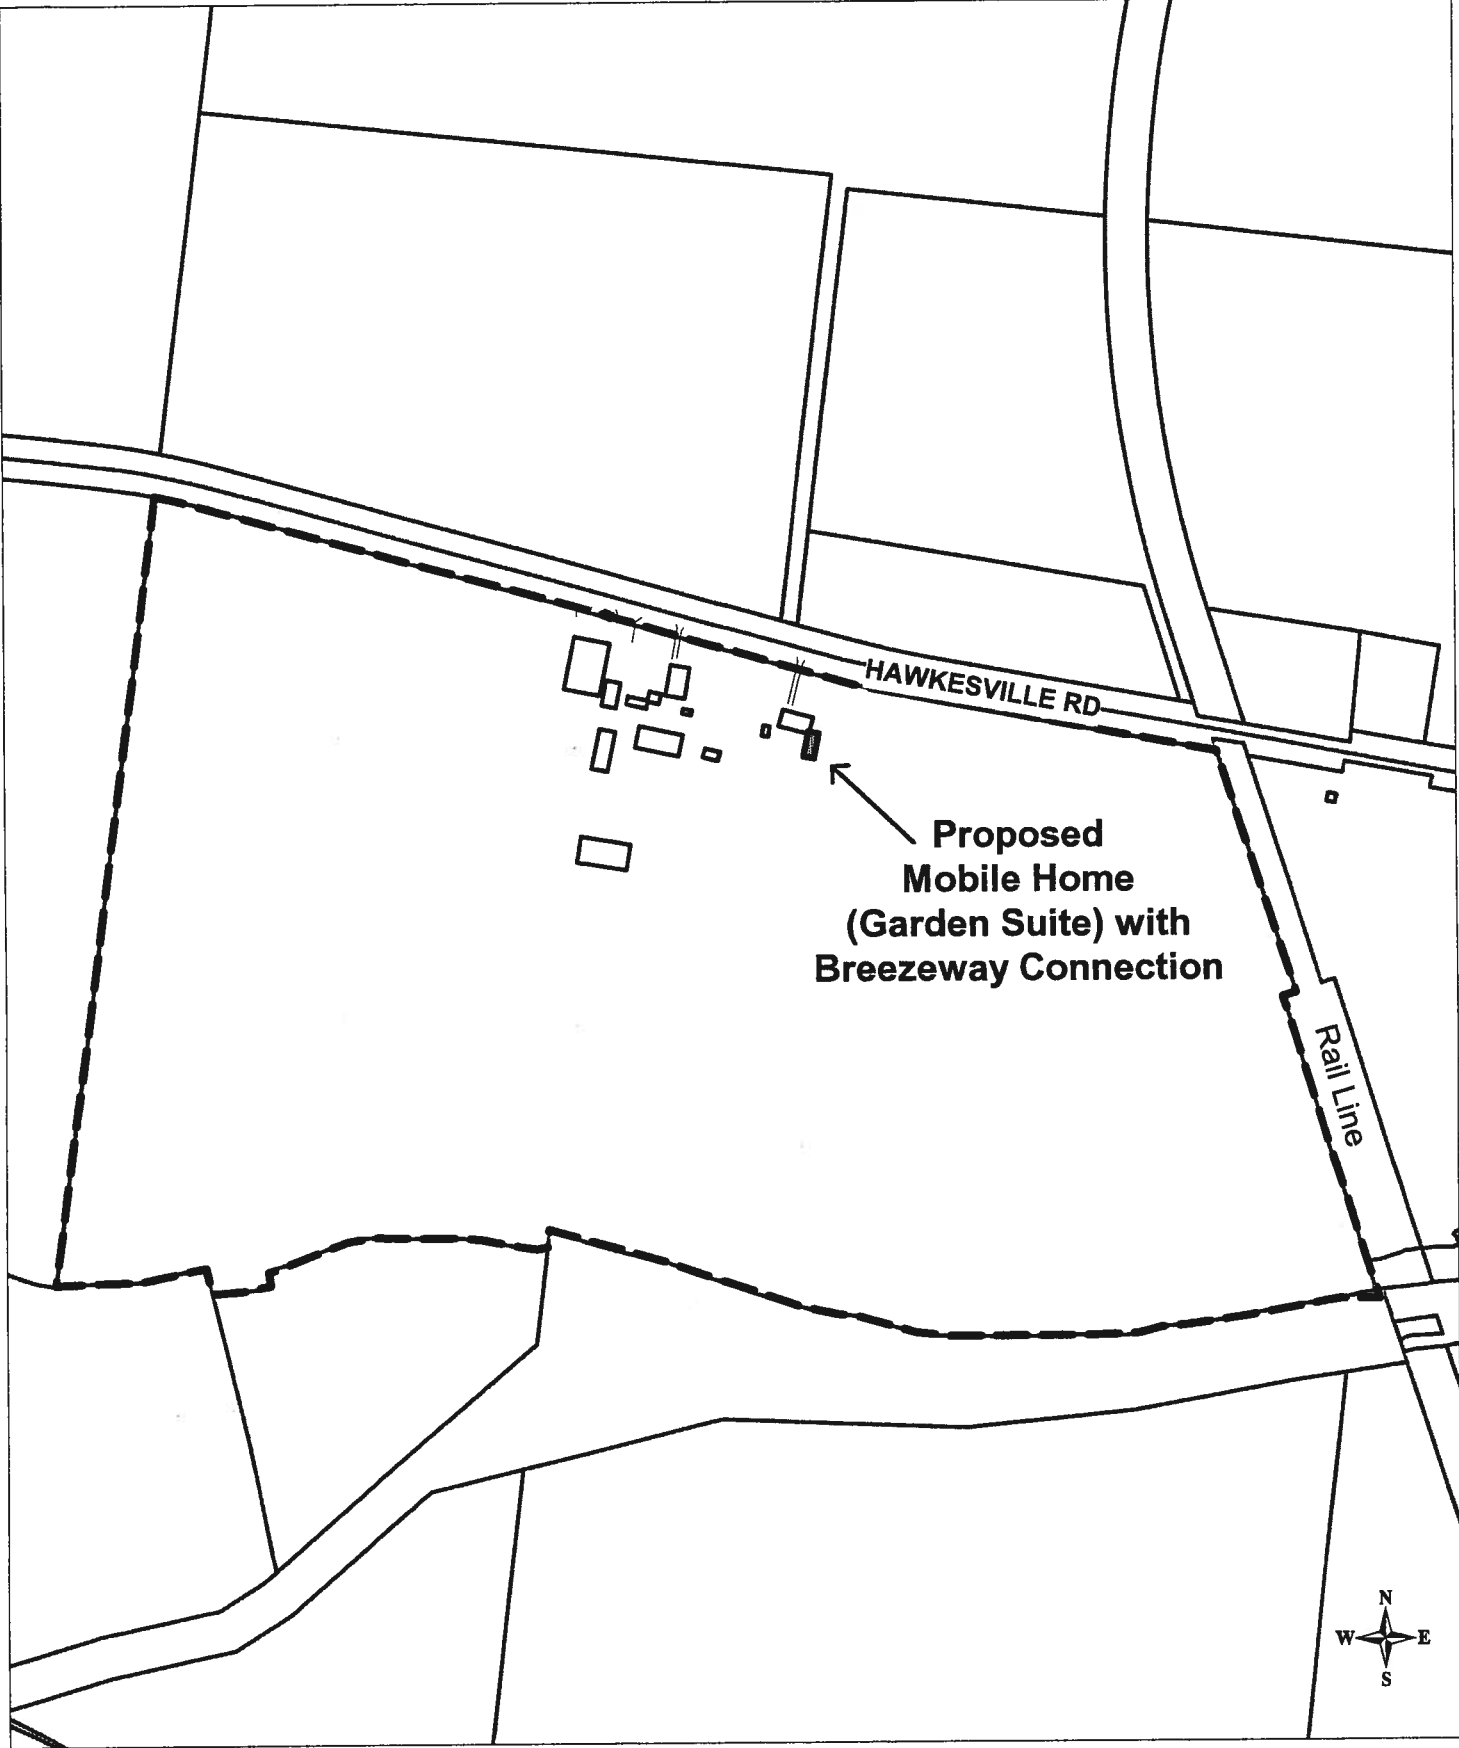 HAWKESVILLE RD
Proposed
Mobile Home
(Garden Suite) with
Breezeway Connection
Rail Line
N
W E
S